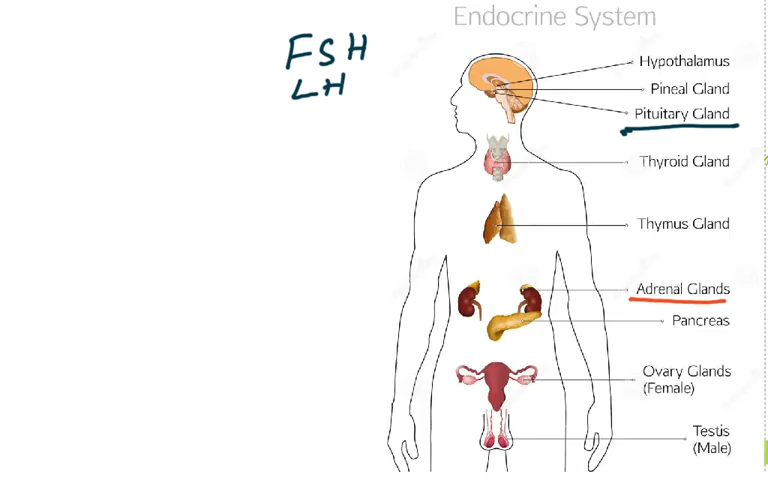 Endocrine System
FSH
LH
Hypothalamus
Pineal Gland
Pituitary Gland
Thyroid Gland
Thymus Gland
Adrenal Glands
Pancreas
Ovary Glands
(Female)
Testis
(Male)